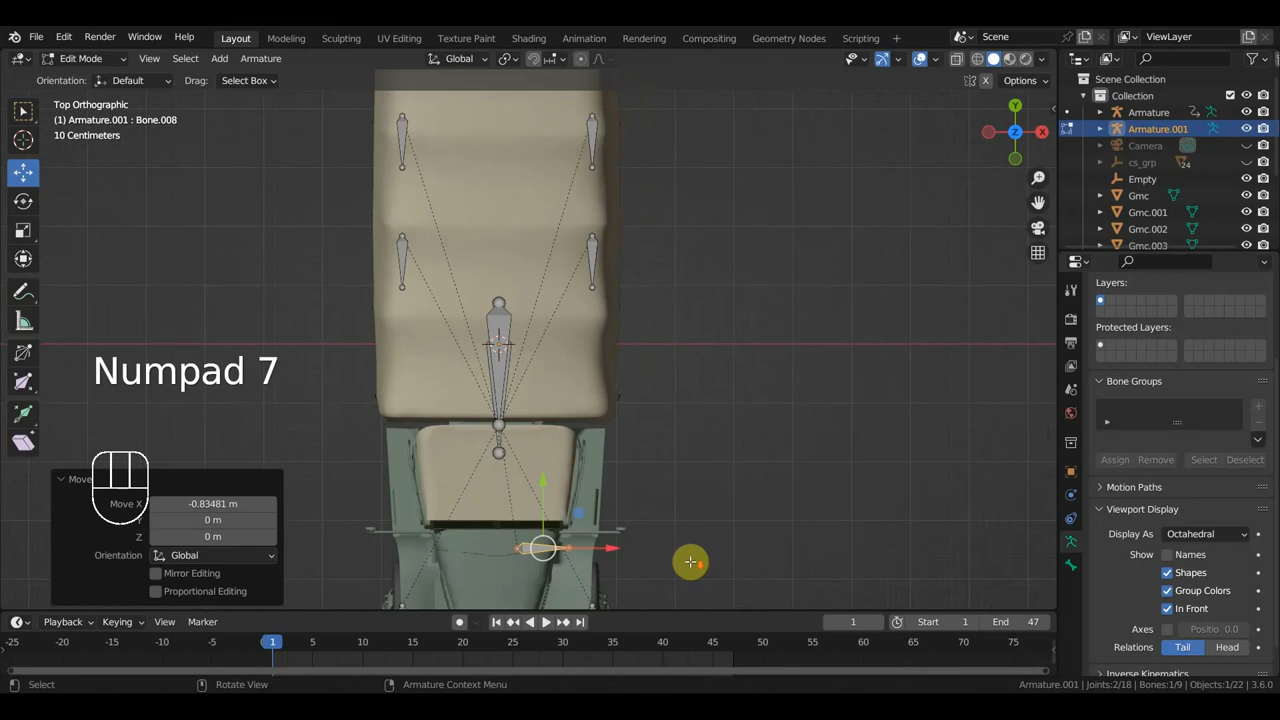 File Edit Render Window Help Layout Modeling Sculpting UV Editing Texture Paint Shading Animation Rendering Compositing Geometry Nodes Scripting + Scene ViewLayer
Edit Mode View Select Add Armature Global
Orientation: Default Drag: Select Box X Options
Scene Collection
Collection
Armature
Armature.001
Camera
cs_grp 24
Empty
Gmc
Gmc.001
Gmc.002
Gmc.003
Top Orthographic
(1) Armature.001 : Bone.008
10 Centimeters
Y
X
Z
Numpad 7
Move
Move X -0.83481 m
Y 0 m
Z 0 m
Orientation Global
Mirror Editing
Proportional Editing
Layers:
Protected Layers:
Bone Groups
Assign Remove Select Deselect
Motion Paths
Viewport Display
Display As Octahedral
Show Names
Shapes
Group Colors
In Front
Axes Positio 0.0
Relations Tail Head
Inverse Kinematics
Playback Keying View Marker 1 Start 1 End 47
-25 -20 -15 -10 -5 0 1 5 10 15 20 25 30 35 40 45 50 55 60 65 70 75
Select Rotate View Armature Context Menu Armature.001 | Joints:2/18 | Bones:1/9 | Objects:1/22 | 3.6.0